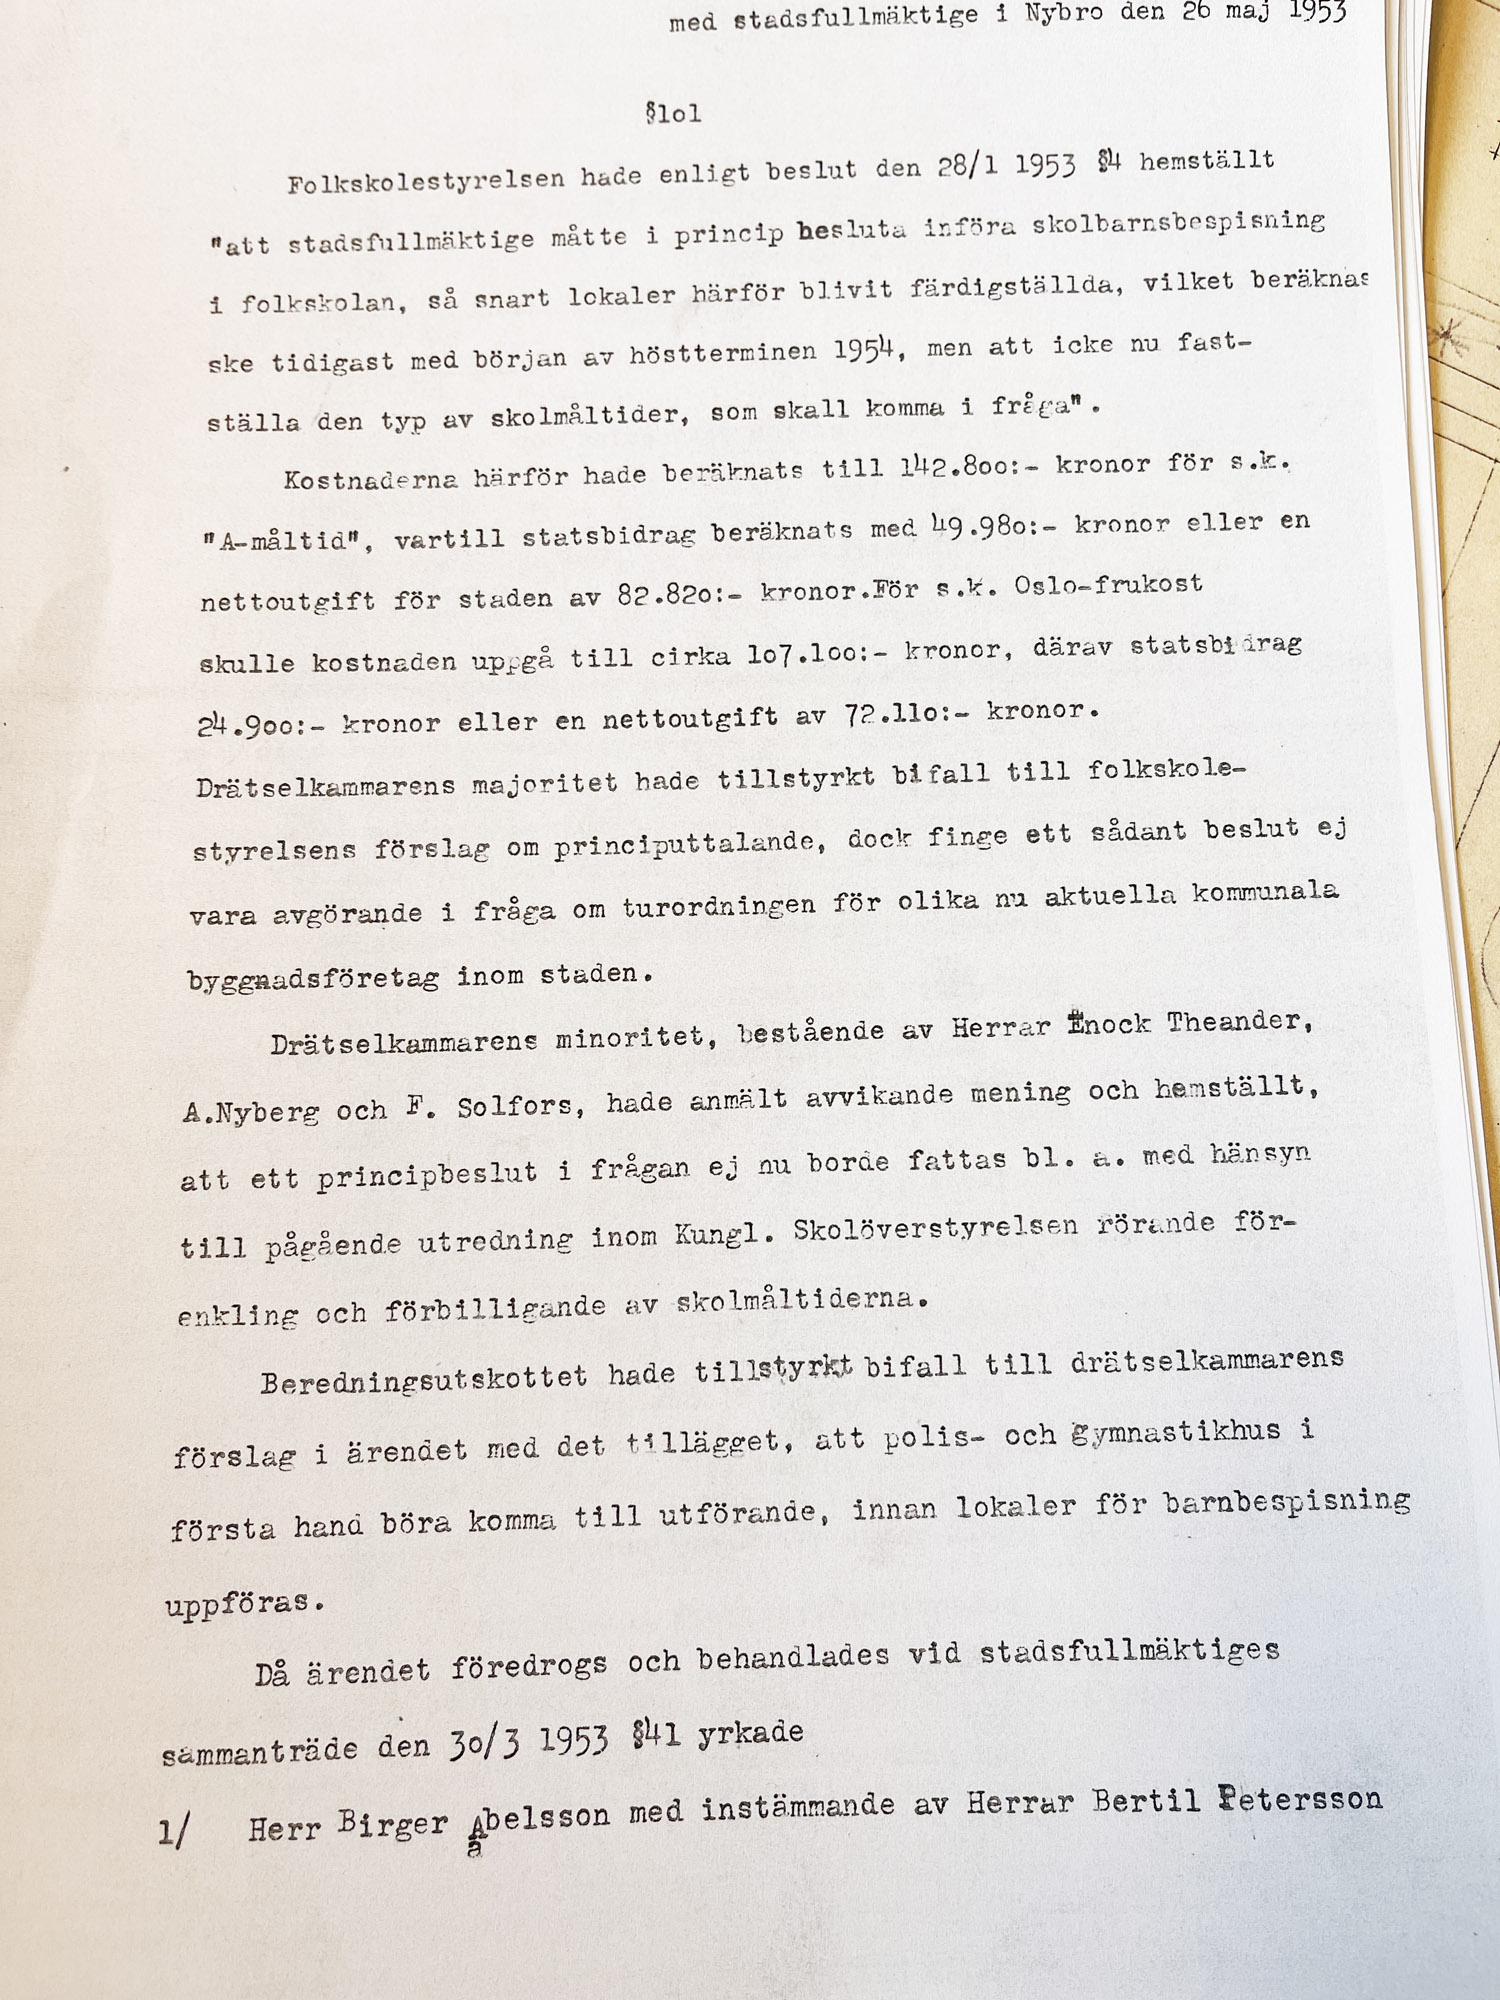 med stadsfullmäktige i Nybro den 26 maj 1953
§lol
Folkskolestyrelsen hade enligt beslut den 28/1 1953 §4 hemställt
"att stadsfullmäktige måtte i princip besluta införa skolbarnsbespisning
i folkskolan, så snart lokaler härför blivit färdigställda, vilket beräknas
ske tidigast med början av höstterminen 1954, men att icke nu fast-
ställa den typ av skolmåltider, som skall komma i fråga".
Kostnaderna härför hade beräknats till 142.800:- kronor för s.k.
"A-måltid", vartill statsbidrag beräknats med 49.980:- kronor eller en
nettoutgift för staden av 82.820:- kronor.För s.k. Oslo-frukost
skulle kostnaden uppgå till cirka 107.100:- kronor, därav statsbidrag
24.900:- kronor eller en nettoutgift av 72.110:- kronor.
Drätselkammarens majoritet hade tillstyrkt bifall till folkskole-
styrelsens förslag om principuttalande, dock finge ett sådant beslut ej
vara avgörande i fråga om turordningen för olika nu aktuella kommunala
byggnadsföretag inom staden.
Drätselkammarens minoritet, bestående av Herrar Enock Theander,
A.Nyberg och F. Solfors, hade anmält avvikande mening och hemställt,
att ett principbeslut i frågan ej nu borde fattas bl. a. med hänsyn
till pågående utredning inom Kungl. Skolöverstyrelsen rörande för-
enkling och förbilligande av skolmåltiderna.
Beredningsutskottet hade tillstyrkt bifall till drätselkammarens
förslag i ärendet med det tillägget, att polis- och gymnastikhus i
första hand böra komma till utförande, innan lokaler för barnbespisning
uppföras.
Då ärendet föredrogs och behandlades vid stadsfullmäktiges
sammanträde den 30/3 1953 §41 yrkade
1/ Herr Birger Abelsson med instämmande av Herrar Bertil Petersson